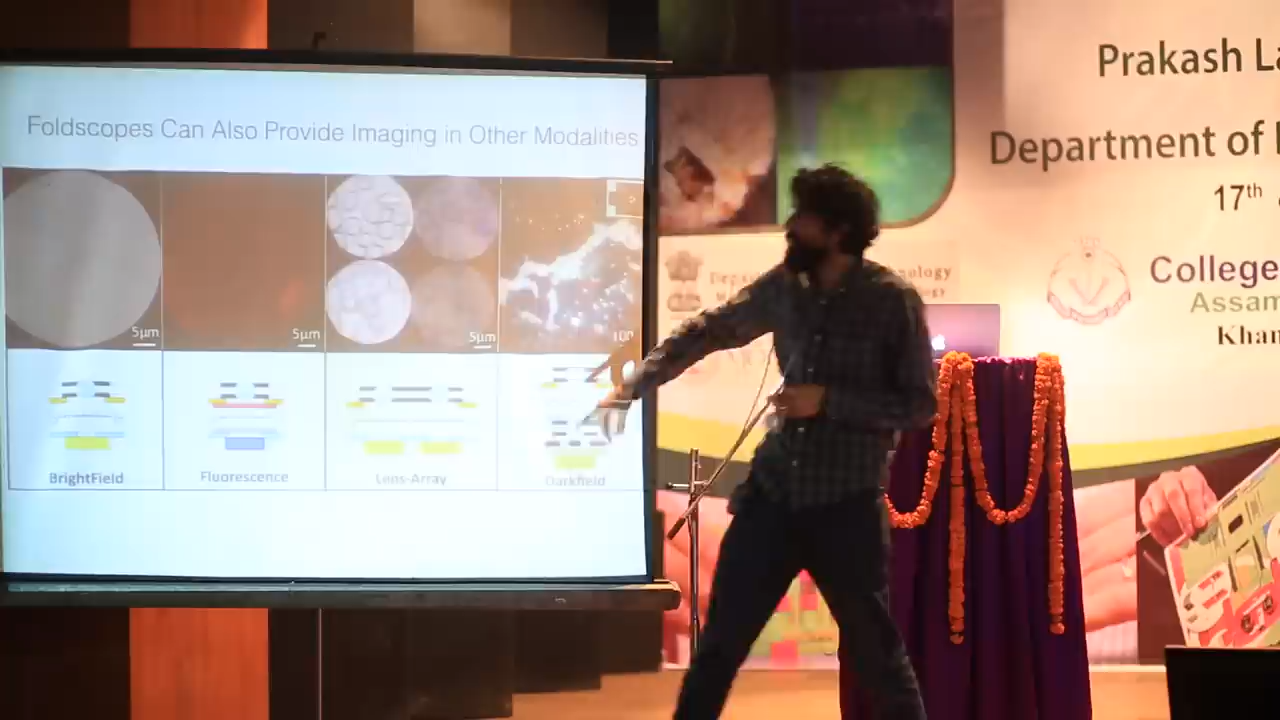 Foldscopes Can Also Provide Imaging in Other Modalities
5µm
5µm
5µm
100
BrightField
Fluorescence
Lens-Array
Darkfield
Prakash La
Department of
17th
College
Assam
Khan